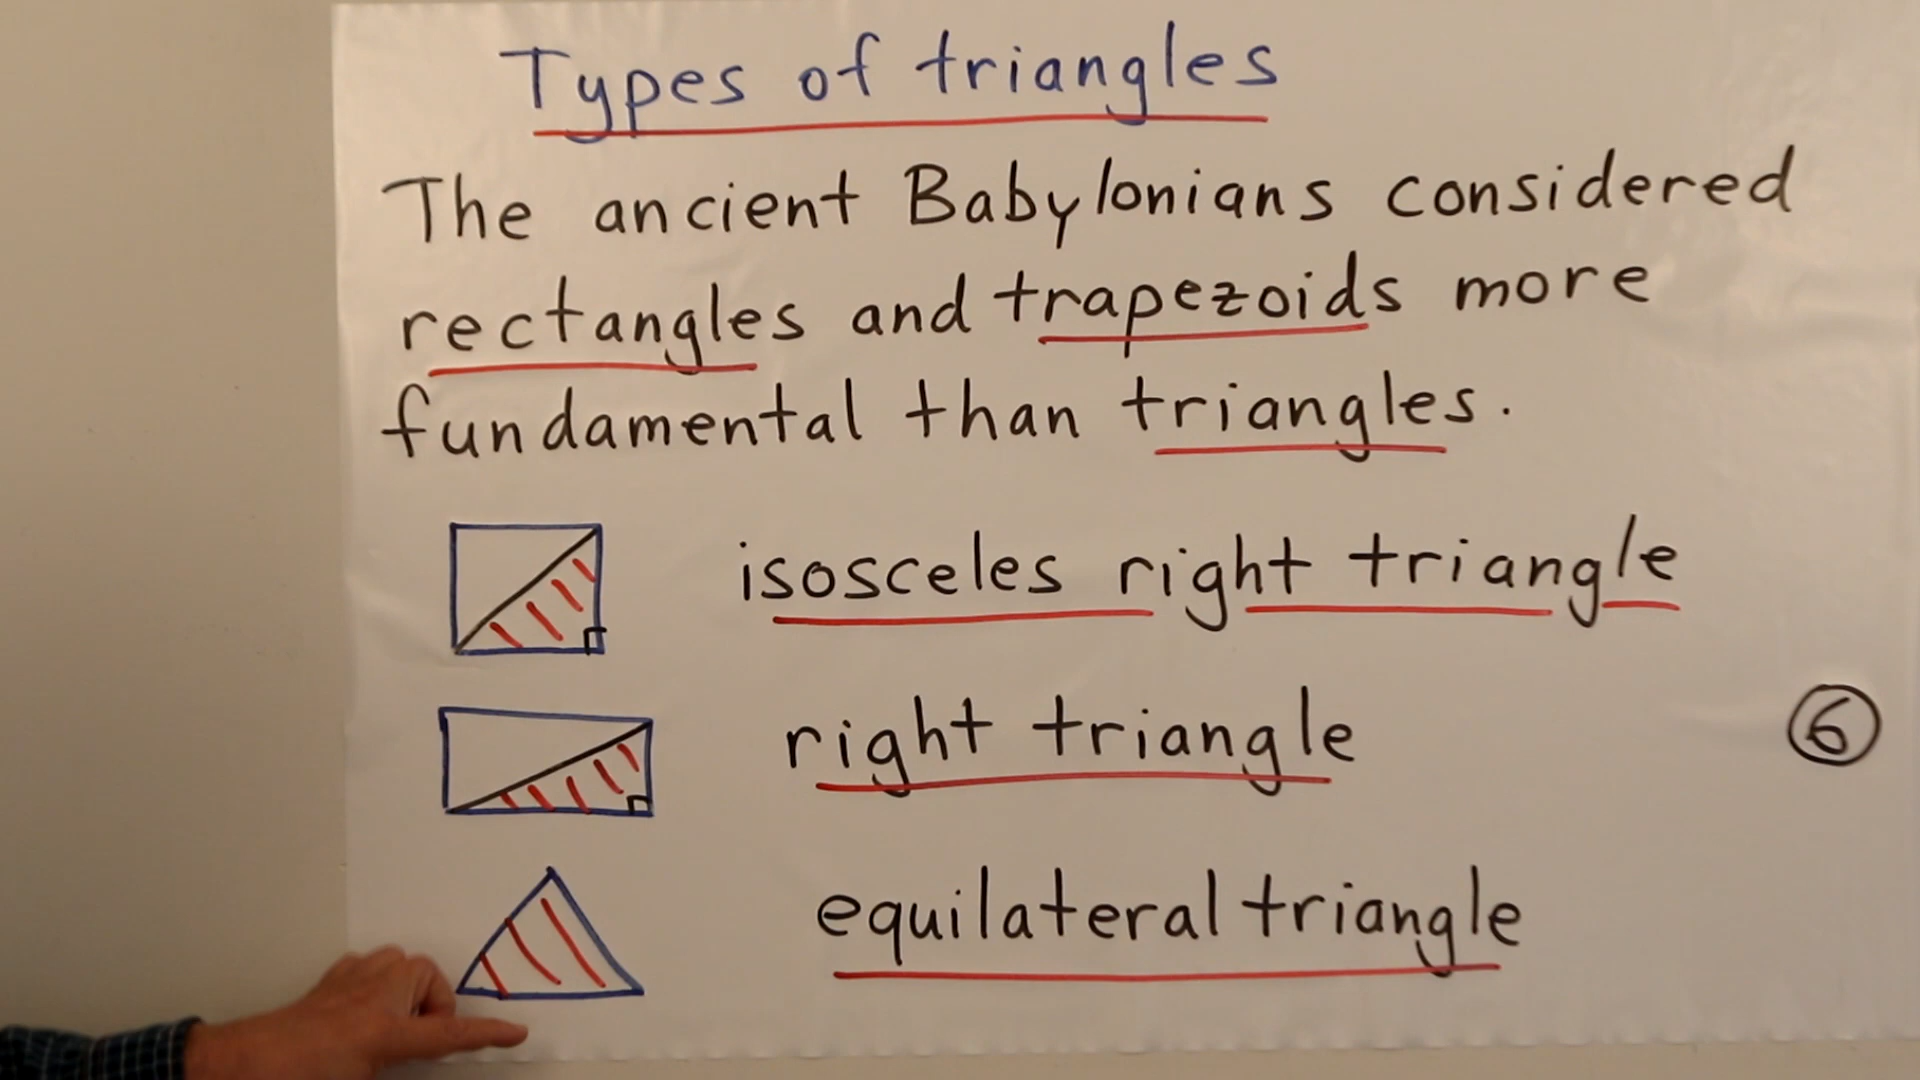 Types of triangles
The ancient Babylonians considered
rectangles and trapezoids more
fundamental than triangles.
isosceles right triangle
right triangle
6
equilateral triangle